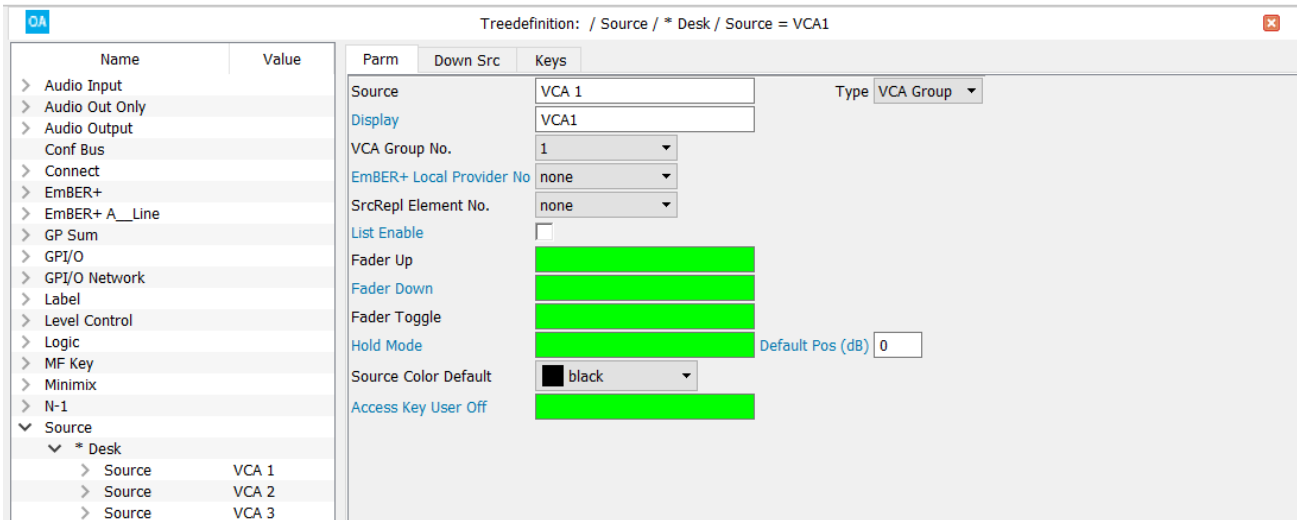 OA
Treedefinition: / Source / * Desk / Source = VCA1
Name Value
Audio Input
Audio Out Only
Audio Output
Conf Bus
Connect
EmBER+
EmBER+ A__Line
GP Sum
GPI/O
GPI/O Network
Label
Level Control
Logic
MF Key
Minimix
N-1
Source
* Desk
Source VCA 1
Source VCA 2
Source VCA 3
Parm Down Src Keys
Source VCA 1 Type VCA Group
Display VCA1
VCA Group No. 1
EmBER+ Local Provider No none
SrcRepl Element No. none
List Enable
Fader Up
Fader Down
Fader Toggle
Hold Mode Default Pos (dB) 0
Source Color Default black
Access Key User Off